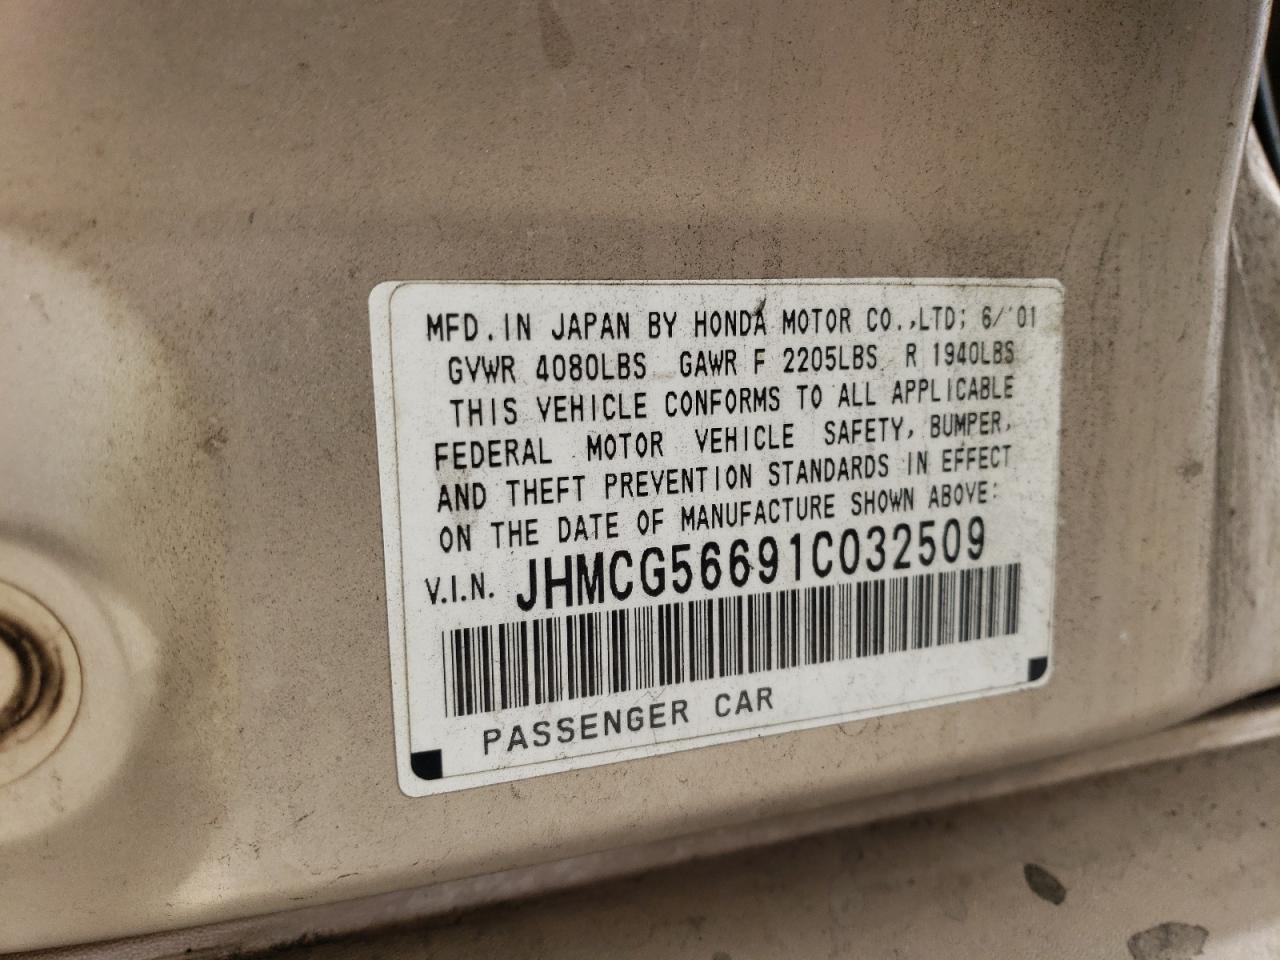 MFD. IN JAPAN BY HONDA MOTOR CO.,LTD; 6/'01
GVWR 4080LBS GAWR F 2205LBS R 1940LBS
THIS VEHICLE CONFORMS TO ALL APPLICABLE
FEDERAL MOTOR VEHICLE SAFETY, BUMPER,
AND THEFT PREVENTION STANDARDS IN EFFECT
ON THE DATE OF MANUFACTURE SHOWN ABOVE:
V.I.N. JHMCG56691C032509
PASSENGER CAR